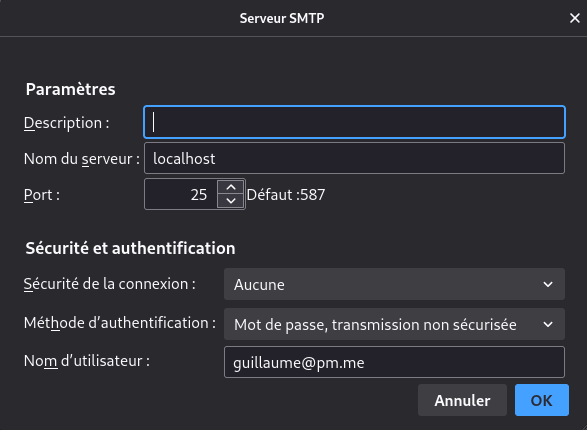 Serveur SMTP
Paramètres
Description :
Nom du serveur : localhost
Port : 25 Défaut :587
Sécurité et authentification
Sécurité de la connexion : Aucune
Méthode d’authentification : Mot de passe, transmission non sécurisée
Nom d’utilisateur : guillaume@pm.me
Annuler OK